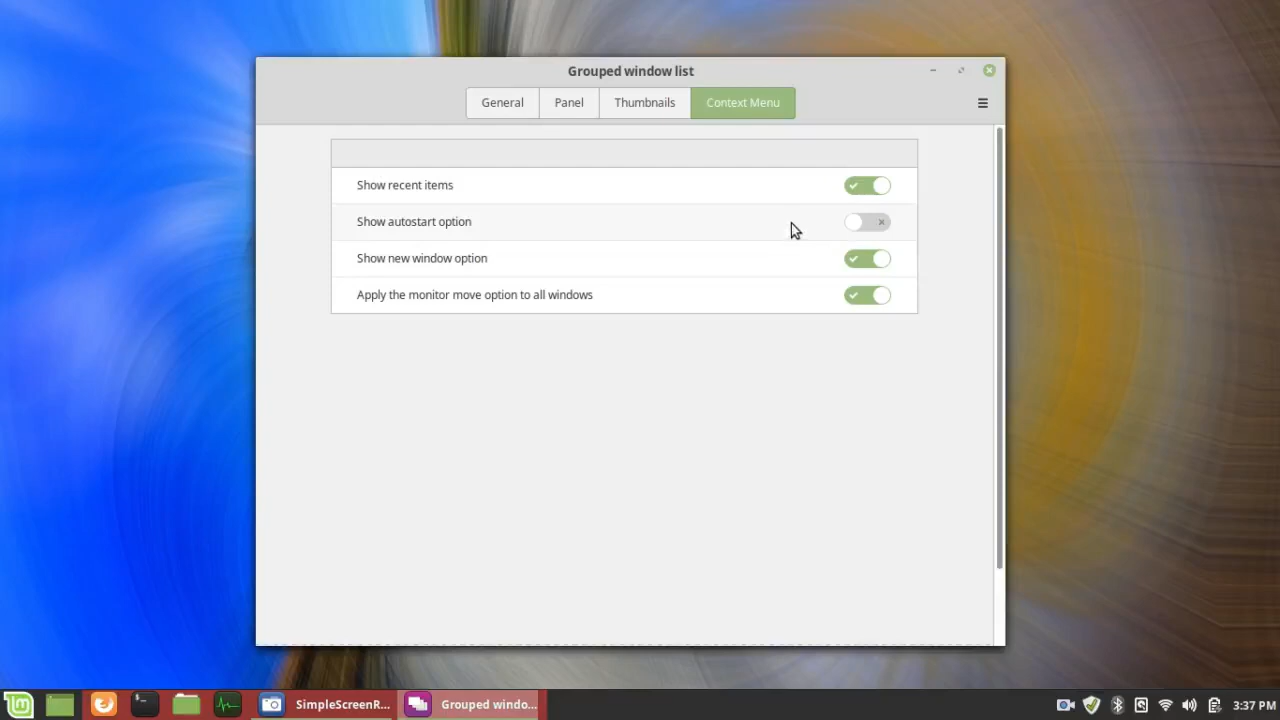 Grouped window list
General
Panel
Thumbnails
Context Menu
Show recent items
Show autostart option
Show new window option
Apply the monitor move option to all windows
SimpleScreenR...
Grouped windo...
3:37 PM